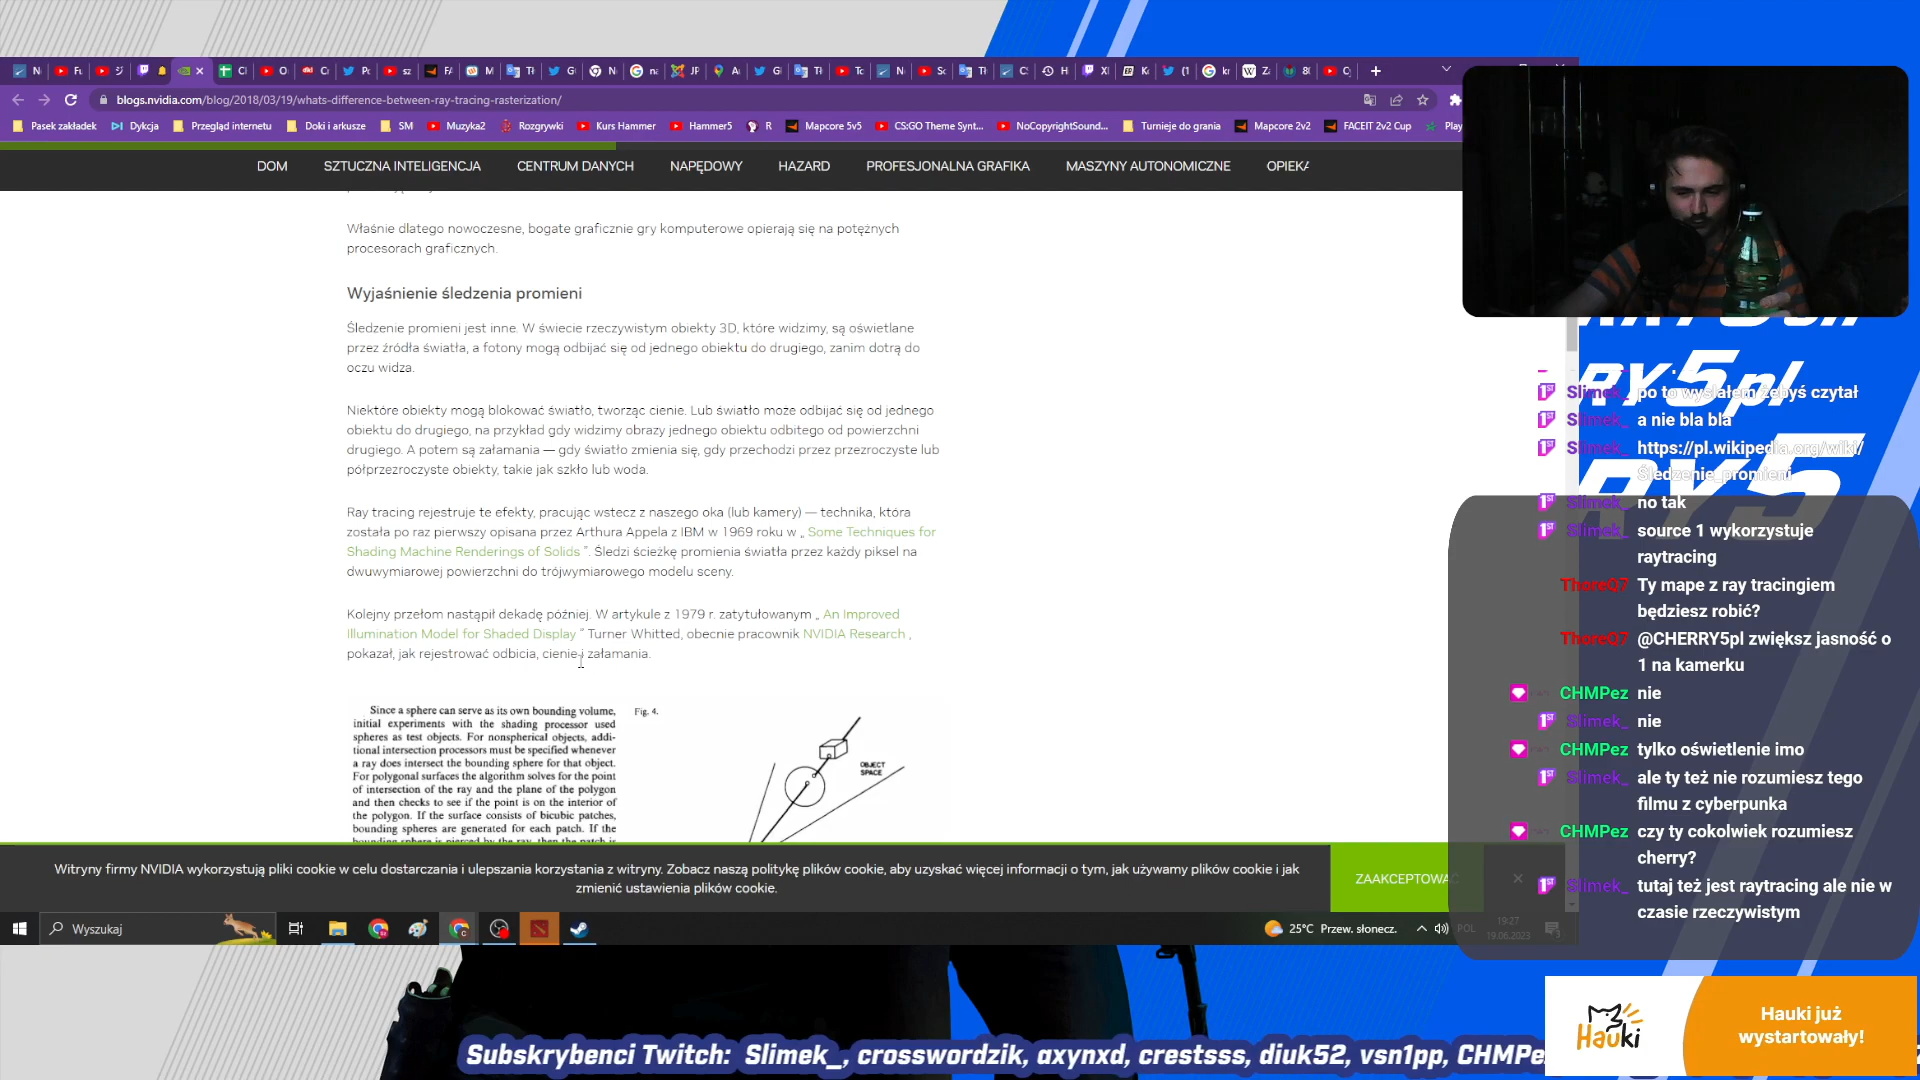 blogs.nvidia.com/blog/2018/03/19/whats-difference-between-ray-tracing-rasterization/
Pasek zakładek Dykcja Przegląd internetu Doki i arkusze SM Muzyka2 Rozgrywki Kurs Hammer Hammer5 R Mapcore 5v5 CS:GO Theme Synt... NoCopyrightSound... Turnieje do grania Mapcore 2v2 FACEIT 2v2 Cup Play
DOM SZTUCZNA INTELIGENCJA CENTRUM DANYCH NAPĘDOWY HAZARD PROFESJONALNA GRAFIKA MASZYNY AUTONOMICZNE OPIEKA
Właśnie dlatego nowoczesne, bogate graficznie gry komputerowe opierają się na potężnych
procesorach graficznych.
Wyjaśnienie śledzenia promieni
Śledzenie promieni jest inne. W świecie rzeczywistym obiekty 3D, które widzimy, są oświetlane
przez źródła światła, a fotony mogą odbijać się od jednego obiektu do drugiego, zanim dotrą do
oczu widza.
Niektóre obiekty mogą blokować światło, tworząc cienie. Lub światło może odbijać się od jednego
obiektu do drugiego, na przykład gdy widzimy obrazy jednego obiektu odbitego od powierzchni
drugiego. A potem są załamania — gdy światło zmienia się, gdy przechodzi przez przezroczyste lub
półprzezroczyste obiekty, takie jak szkło lub woda.
Ray tracing rejestruje te efekty, pracując wstecz z naszego oka (lub kamery) — technika, która
została po raz pierwszy opisana przez Arthura Appela z IBM w 1969 roku w „ Some Techniques for
Shading Machine Renderings of Solids ”. Śledzi ścieżkę promienia światła przez każdy piksel na
dwuwymiarowej powierzchni do trójwymiarowego modelu sceny.
Kolejny przełom nastąpił dekadę później. W artykule z 1979 r. zatytułowanym „ An Improved
Illumination Model for Shaded Display ” Turner Whitted, obecnie pracownik NVIDIA Research ,
pokazał, jak rejestrować odbicia, cienie i załamania.
Since a sphere can serve as its own bounding volume,
initial experiments with the shading processor used
spheres as test objects. For nonspherical objects, addi-
tional intersection processors must be specified whenever
a ray does intersect the bounding sphere for that object.
For polygonal surfaces the algorithm solves for the point
of intersection of the ray and the plane of the polygon
and then checks to see if the point is on the interior of
the polygon. If the surface consists of bicubic patches,
bounding spheres are generated for each patch. If the
bounding sphere is pierced by the ray, then the patch is
Fig. 4.
OBJECT
SPACE
Witryny firmy NVIDIA wykorzystują pliki cookie w celu dostarczania i ulepszania korzystania z witryny. Zobacz naszą politykę plików cookie, aby uzyskać więcej informacji o tym, jak używamy plików cookie i jak
zmienić ustawienia plików cookie.
ZAAKCEPTOWAĆ
Wyszukaj
25°C Przew. słonecz.
POL
19:27
19.06.2023
RY5pl
RY5
Slimek_ po to wysłałem żebyś czytał
Slimek_ a nie bla bla
Slimek_ https://pl.wikipedia.org/wiki/
Śledzenie_promieni
Slimek_ no tak
Slimek_ source 1 wykorzystuje
raytracing
ThoreQ7 Ty mape z ray tracingiem
będziesz robić?
ThoreQ7 @CHERRY5pl zwiększ jasność o
1 na kamerku
CHMPez nie
Slimek_ nie
CHMPez tylko oświetlenie imo
Slimek_ ale ty też nie rozumiesz tego
filmu z cyberpunka
CHMPez czy ty cokolwiek rozumiesz
cherry?
Slimek_ tutaj też jest raytracing ale nie w
czasie rzeczywistym
Hauki
Hauki już
wystartowały!
Subskrybenci Twitch: Slimek_, crosswordzik, axynxd, crestsss, diuk52, vsn1pp, CHMPe